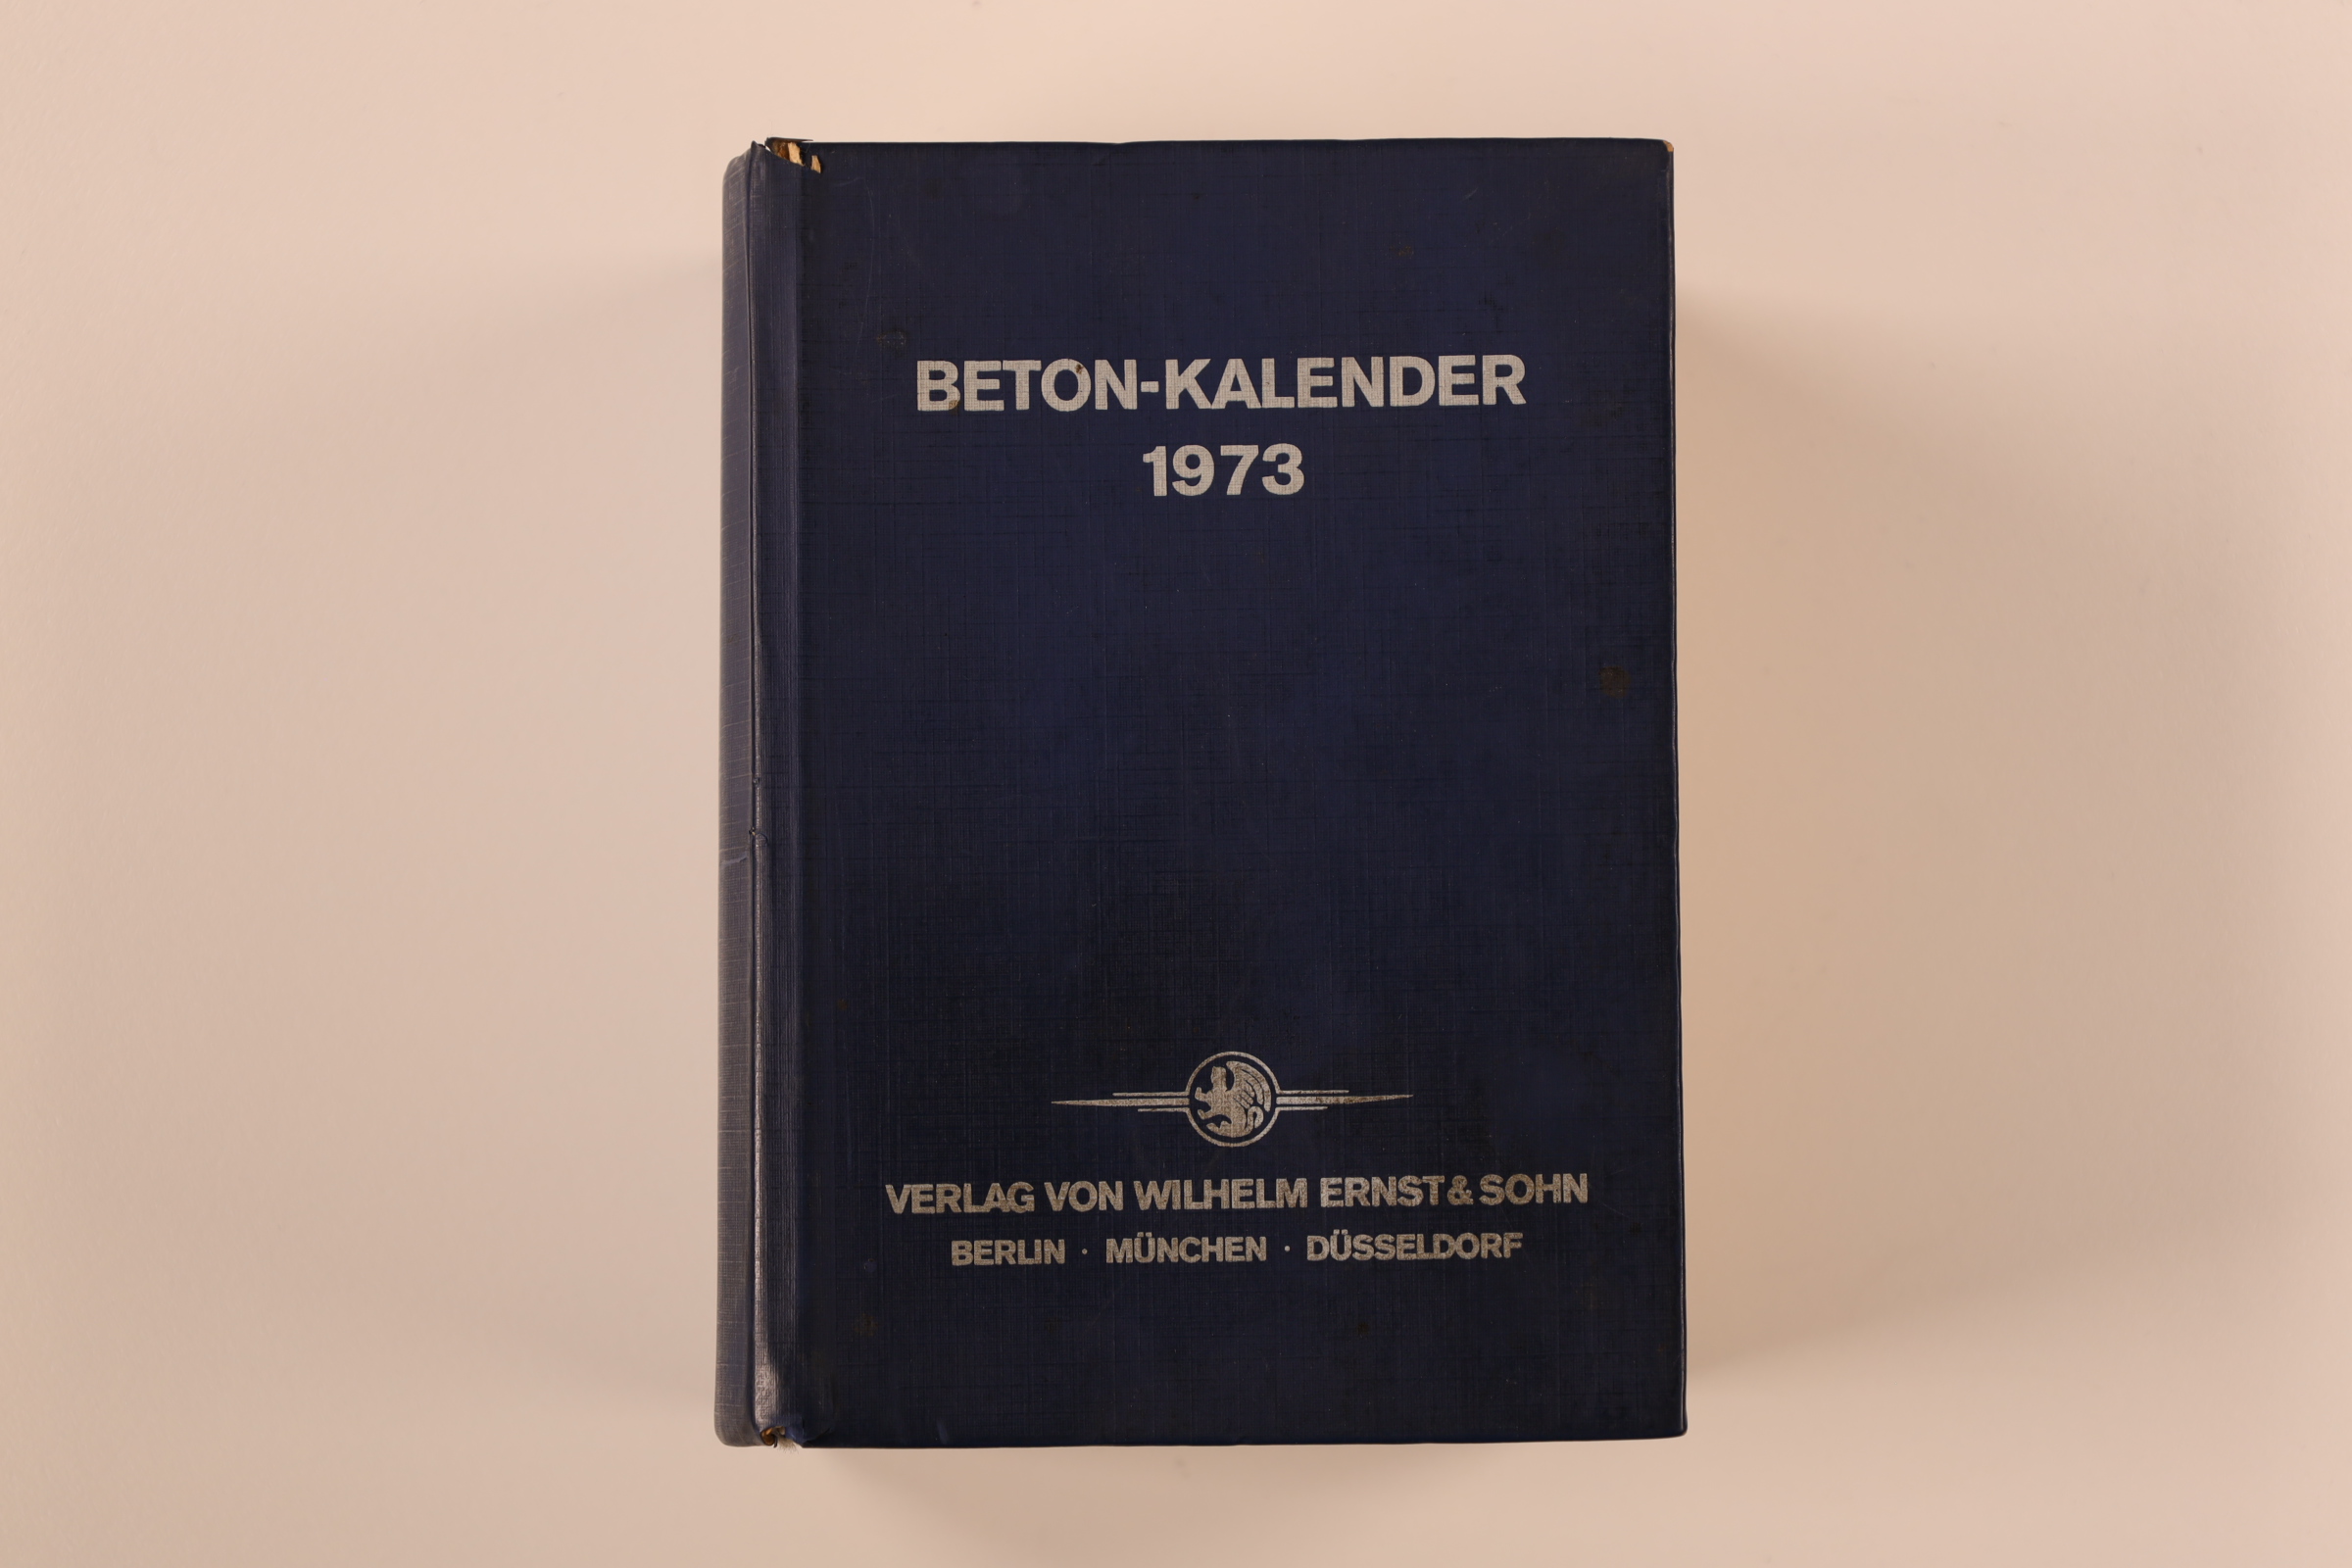 BETON-KALENDER
1973
VERLAG VON WILHELM ERNST & SOHN
BERLIN · MÜNCHEN · DÜSSELDORF